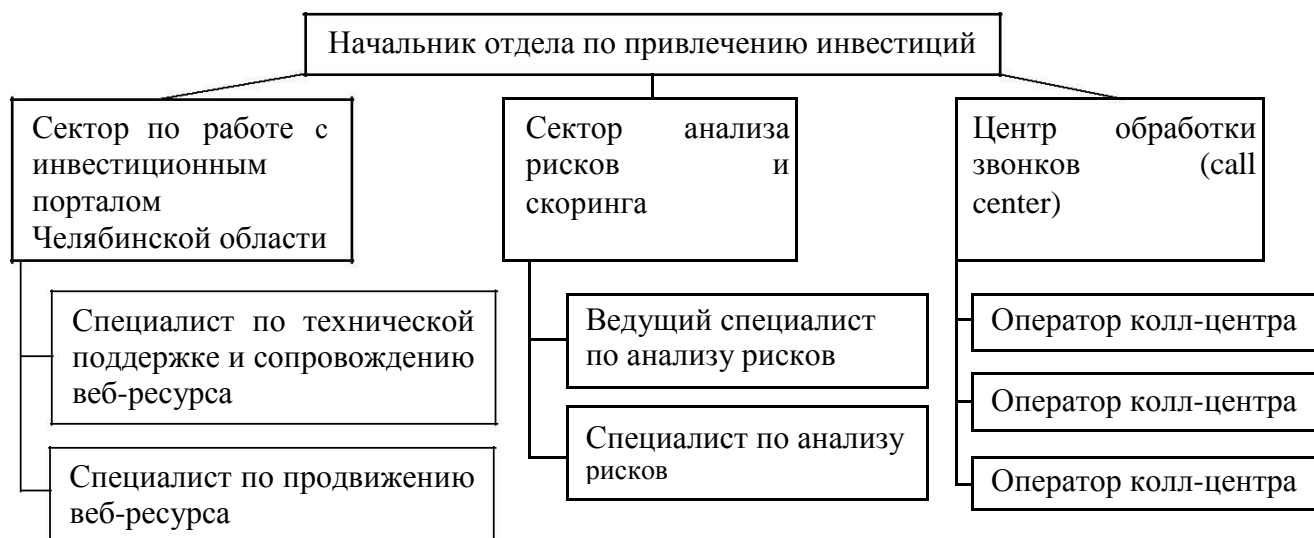 Начальник отдела по привлечению инвестиций
Сектор по работе с
инвестиционным
порталом
Челябинской области
Сектор анализа
рисков и
скоринга
Центр обработки
звонков (call
center)
Специалист по технической
поддержке и сопровождению
веб-ресурса
Специалист по продвижению
веб-ресурса
Ведущий специалист
по анализу рисков
Специалист по анализу
рисков
Оператор колл-центра
Оператор колл-центра
Оператор колл-центра